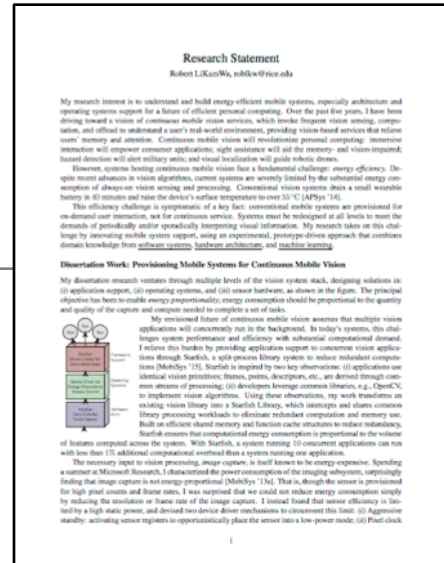 Research Statement
Robert LiKamWa, roblkw@rice.edu
My research interest is to understand and build energy-efficient mobile systems, especially architecture and
operating systems support for a future of efficient personal computing. Over the past five years, I have been
driving toward a vision of continuous mobile vision services, which invoke frequent vision sensing, compu-
tation, and offload to understand a user's real-world environment, providing vision-based services that relieve
users' memory and attention. Continuous mobile vision will revolutionize personal computing: immersive
interaction will empower consumer applications; sight assistance will aid the memory- and vision-impaired;
hazard detection will alert military units; and visual localization will guide robotic drones.
However, systems hosting continuous mobile vision face a fundamental challenge: energy efficiency. De-
spite recent advances in vision algorithms, current systems are severely limited by the substantial energy con-
sumption of always-on vision sensing and processing. Conventional vision systems drain a small wearable
battery in 40 minutes and raise the device's surface temperature to over 55 °C [APSys '14].
This efficiency challenge is symptomatic of a key fact: conventional mobile systems are provisioned for
on-demand user interaction, not for continuous service. Systems must be redesigned at all levels to meet the
demands of periodically and/or sporadically interpreting visual information. My research takes on this chal-
lenge by innovating mobile system support, using an experimental, prototype-driven approach that combines
domain knowledge from software systems, hardware architecture, and machine learning.
Dissertation Work: Provisioning Mobile Systems for Continuous Mobile Vision
My dissertation research ventures through multiple levels of the vision system stack, designing solutions in:
(i) application support, (ii) operating systems, and (iii) sensor hardware, as shown in the figure. The principal
objective has been to enable energy-proportionality; energy consumption should be proportional to the quantity
and quality of the capture and compute needed to complete a set of tasks.
My envisioned future of continuous mobile vision assumes that multiple vision
applications will concurrently run in the background. In today's systems, this chal-
lenges system performance and efficiency with substantial computational demand.
I relieve this burden by providing application support to concurrent vision applica-
tions through Starfish, a split-process library system to reduce redundant computa-
tions [MobiSys '15]. Starfish is inspired by two key observations: (i) applications use
identical vision primitives; frames, points, descriptors, etc., are derived through com-
mon streams of processing; (ii) developers leverage common libraries, e.g., OpenCV,
to implement vision algorithms. Using these observations, my work transforms an
existing vision library into a Starfish Library, which intercepts and shares common
library processing workloads to eliminate redundant computation and memory use.
Built on efficient shared memory and function cache structures to reduce redundancy,
Starfish ensures that computational energy consumption is proportional to the volume
of features computed across the system. With Starfish, a system running 10 concurrent applications can run
with less than 1% additional computational overhead than a system running one application.
The necessary input to vision processing, image capture, is itself known to be energy-expensive. Spending
a summer at Microsoft Research, I characterized the power consumption of the imaging subsystem, surprisingly
finding that image capture is not energy-proportional [MobiSys '13a]. That is, though the sensor is provisioned
for high pixel counts and frame rates, I was surprised that we could not reduce energy consumption simply
by reducing the resolution or frame rate of the image capture. I instead found that sensor efficiency is lim-
ited by a high static power, and devised two device driver mechanisms to circumvent this limit: (i) Aggressive
standby: activating sensor registers to opportunistically place the sensor into a low-power mode, (ii) Pixel clock
1